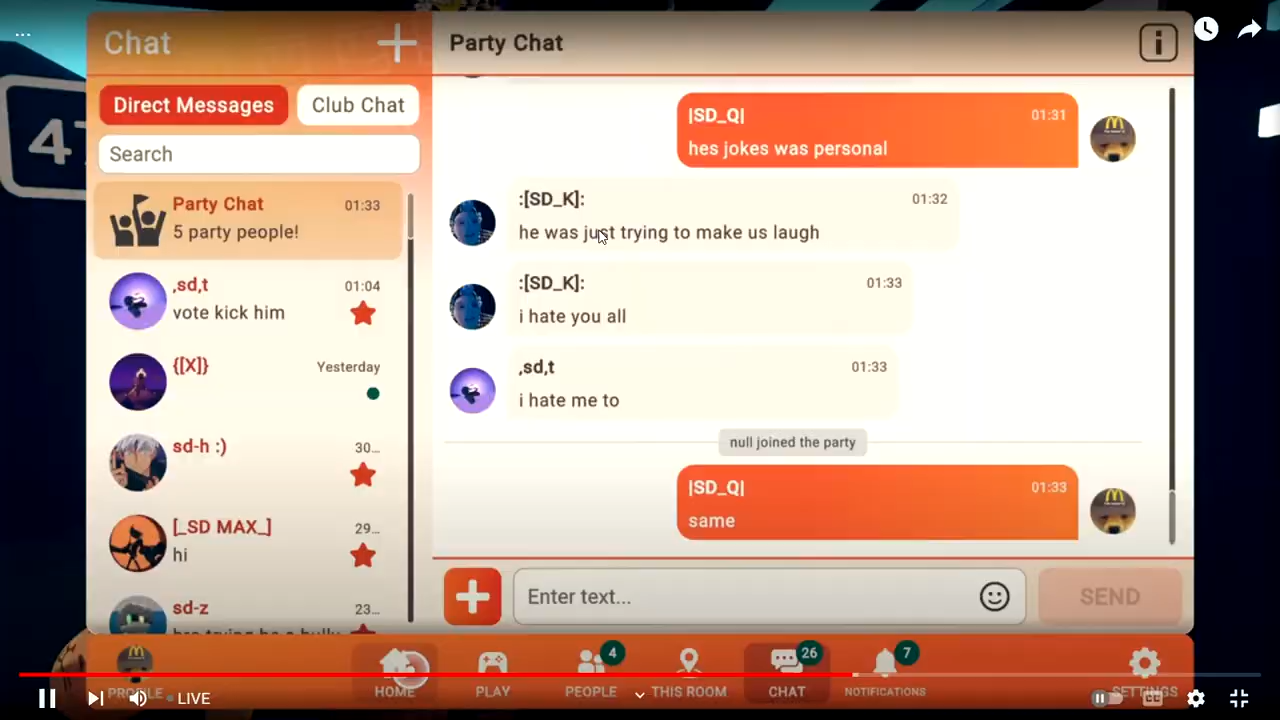 ...
Chat
Party Chat
Direct Messages
Club Chat
Search
Party Chat 01:33
5 party people!
,sd,t 01:04
vote kick him
{[X]} Yesterday
sd-h :) 30...
[_SD MAX_] 29...
hi
sd-z 23...
47
|SD_Q| 01:31
hes jokes was personal
:[SD_K]: 01:32
he was just trying to make us laugh
:[SD_K]: 01:33
i hate you all
,sd,t 01:33
i hate me to
null joined the party
|SD_Q| 01:33
same
Enter text...
SEND
PROFILE
HOME
PLAY
PEOPLE 4
THIS ROOM
CHAT 26
NOTIFICATIONS 7
SETTINGS
LIVE
CC